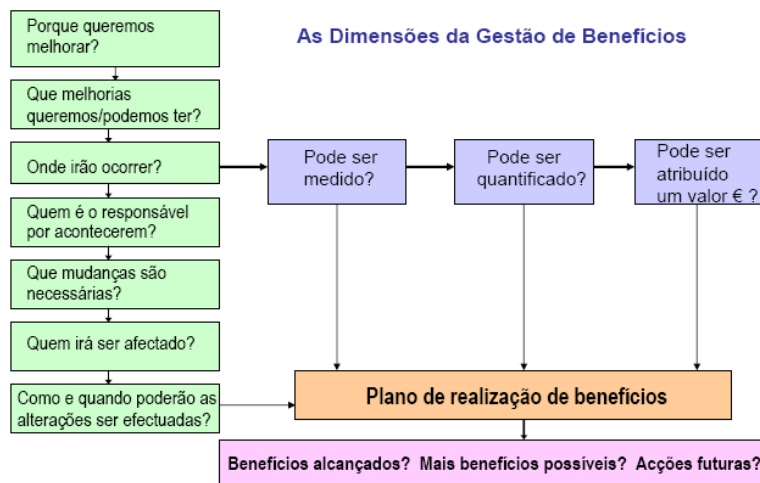 As Dimensões da Gestão de Benefícios
Porque queremos
melhorar?
Que melhorias
queremos/podemos ter?
Onde irão ocorrer?
Pode ser
medido?
Pode ser
quantificado?
Pode ser
atribuído
um valor € ?
Quem é o responsável
por acontecerem?
Que mudanças são
necessárias?
Quem irá ser afectado?
Como e quando poderão as
alterações ser efectuadas?
Plano de realização de benefícios
Benefícios alcançados? Mais benefícios possíveis? Acções futuras?